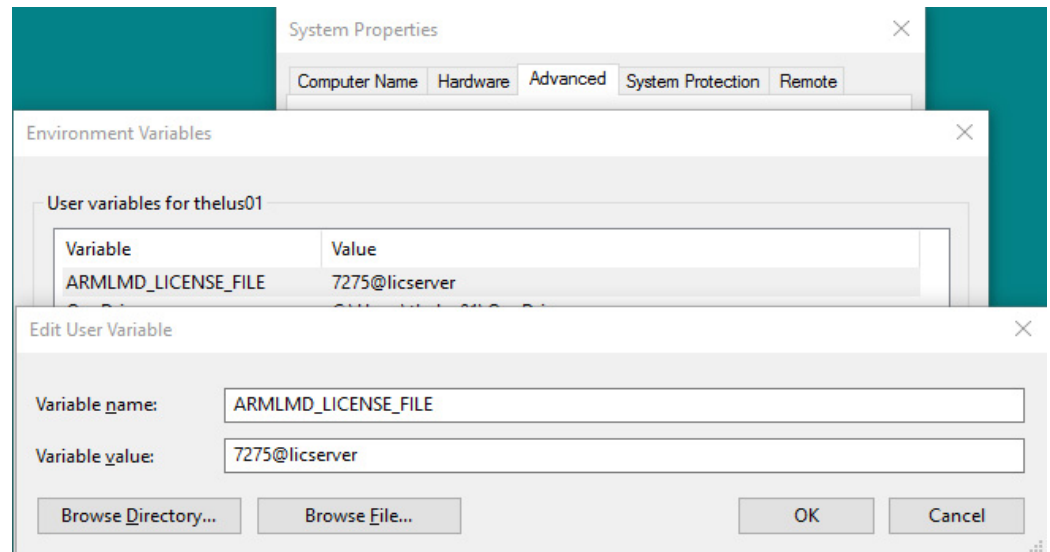 System Properties
Computer Name Hardware Advanced System Protection Remote
Environment Variables
User variables for thelus01
Variable Value
ARMLMD_LICENSE_FILE 7275@licserver
Edit User Variable
Variable name: ARMLMD_LICENSE_FILE
Variable value: 7275@licserver
Browse Directory... Browse File... OK Cancel